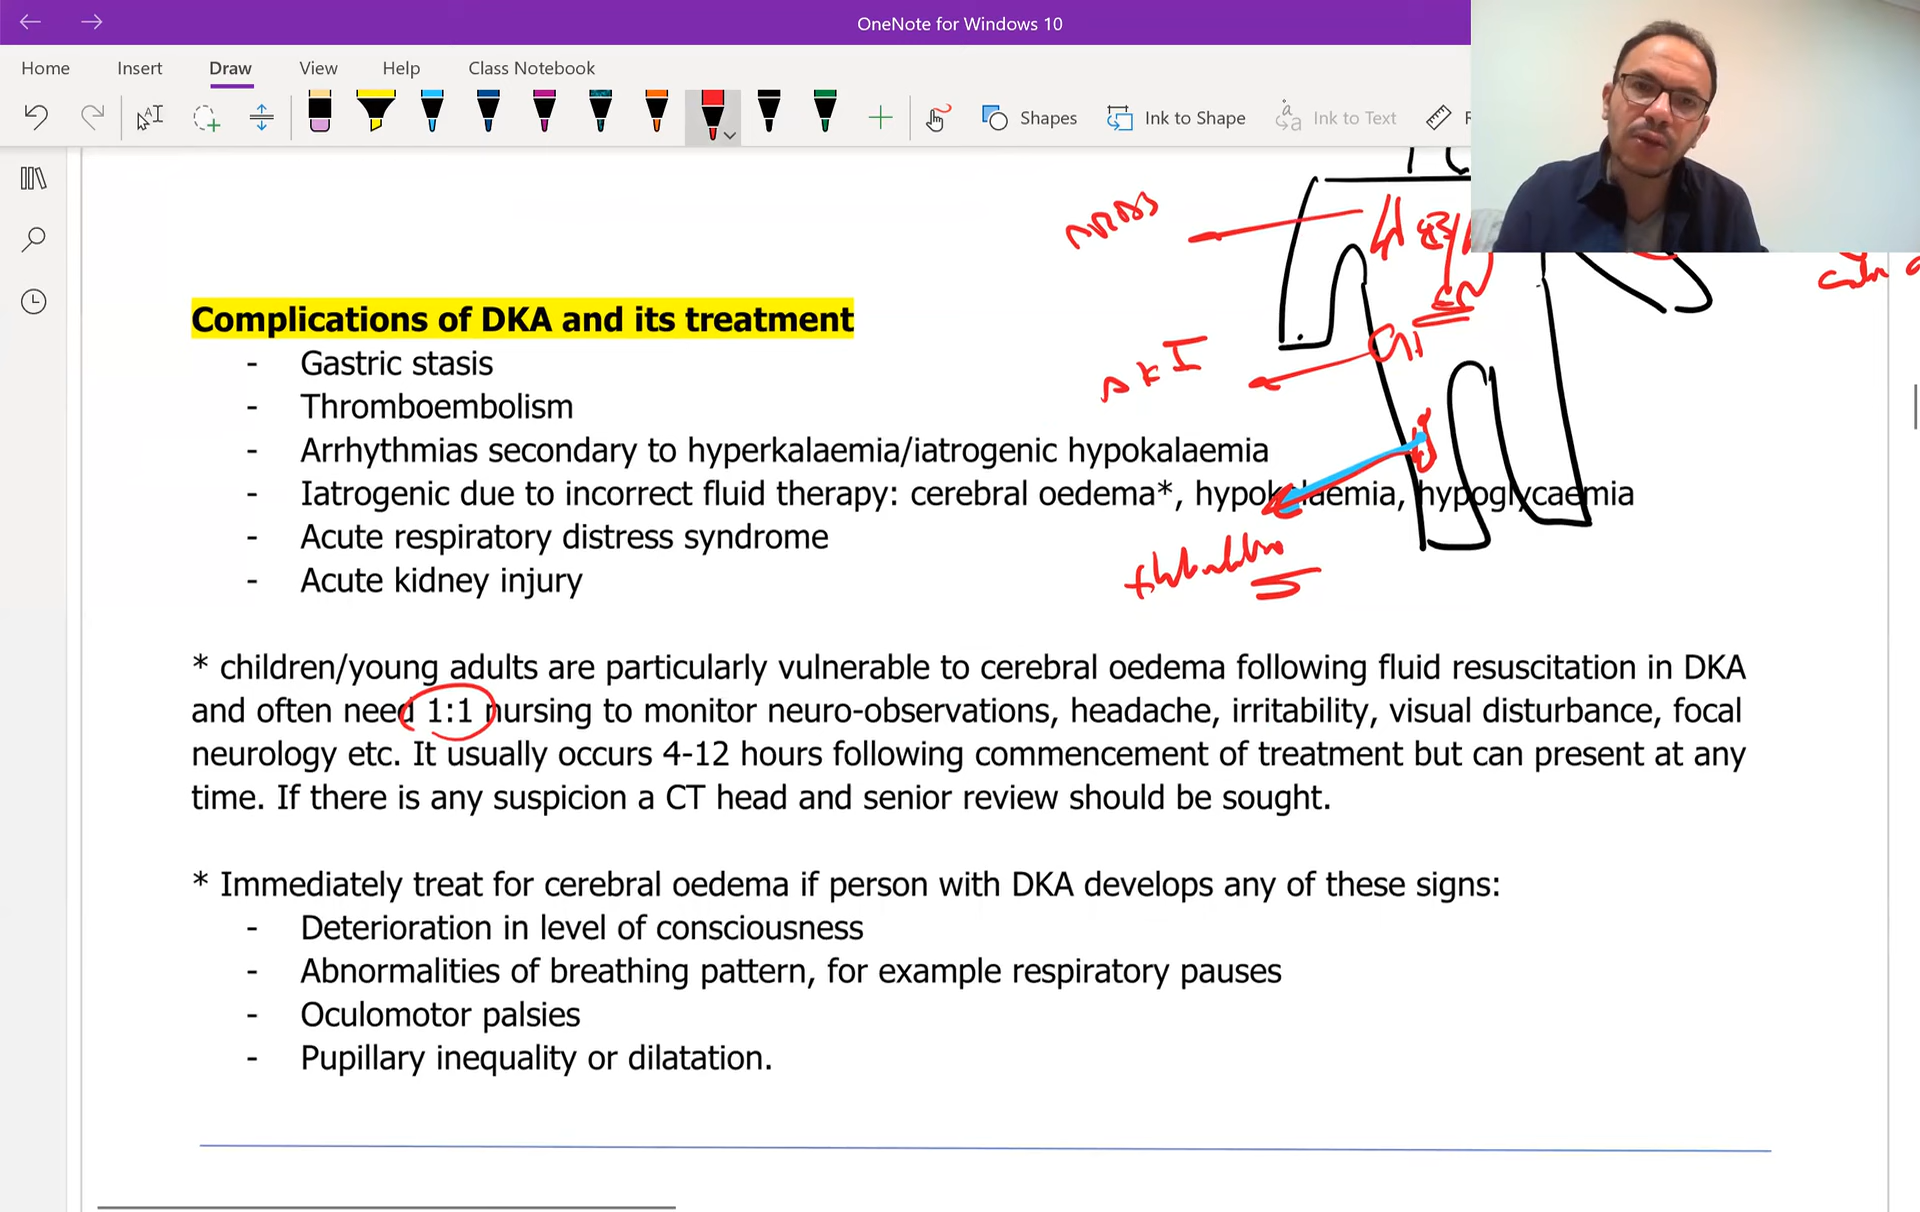 OneNote for Windows 10
Home Insert Draw View Help Class Notebook
Shapes Ink to Shape Ink to Text
ARDS
Complications of DKA and its treatment
- Gastric stasis
AKI
- Thromboembolism
- Arrhythmias secondary to hyperkalaemia/iatrogenic hypokalaemia
- Iatrogenic due to incorrect fluid therapy: cerebral oedema*, hypokalaemia, hypoglycaemia
- Acute respiratory distress syndrome
- Acute kidney injury
* children/young adults are particularly vulnerable to cerebral oedema following fluid resuscitation in DKA
and often need 1:1 nursing to monitor neuro-observations, headache, irritability, visual disturbance, focal
neurology etc. It usually occurs 4-12 hours following commencement of treatment but can present at any
time. If there is any suspicion a CT head and senior review should be sought.
* Immediately treat for cerebral oedema if person with DKA develops any of these signs:
- Deterioration in level of consciousness
- Abnormalities of breathing pattern, for example respiratory pauses
- Oculomotor palsies
- Pupillary inequality or dilatation.